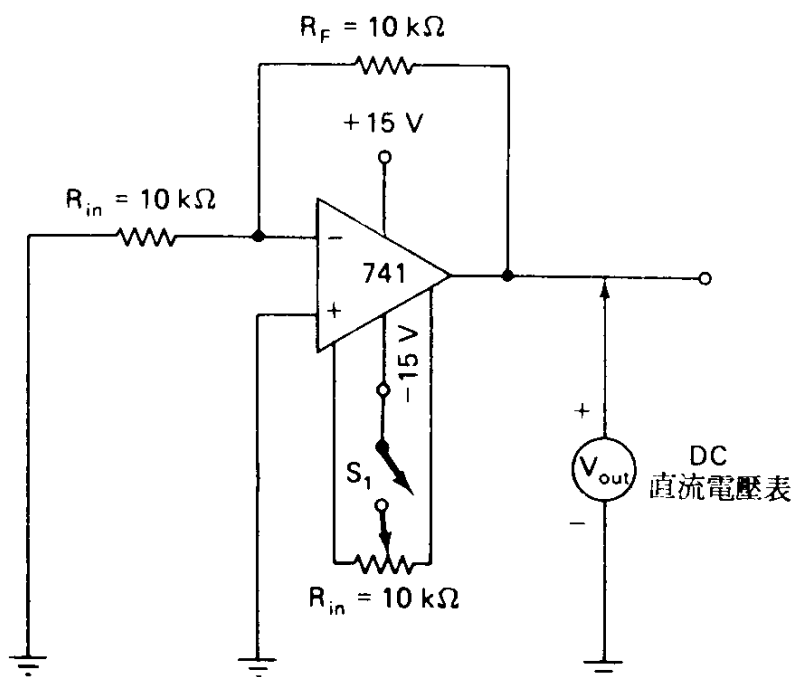 R_F = 10 kΩ
+15 V
R_in = 10 kΩ
−
741
+
−15 V
S_1
+
V_out
DC
直流電壓表
−
R_in = 10 kΩ